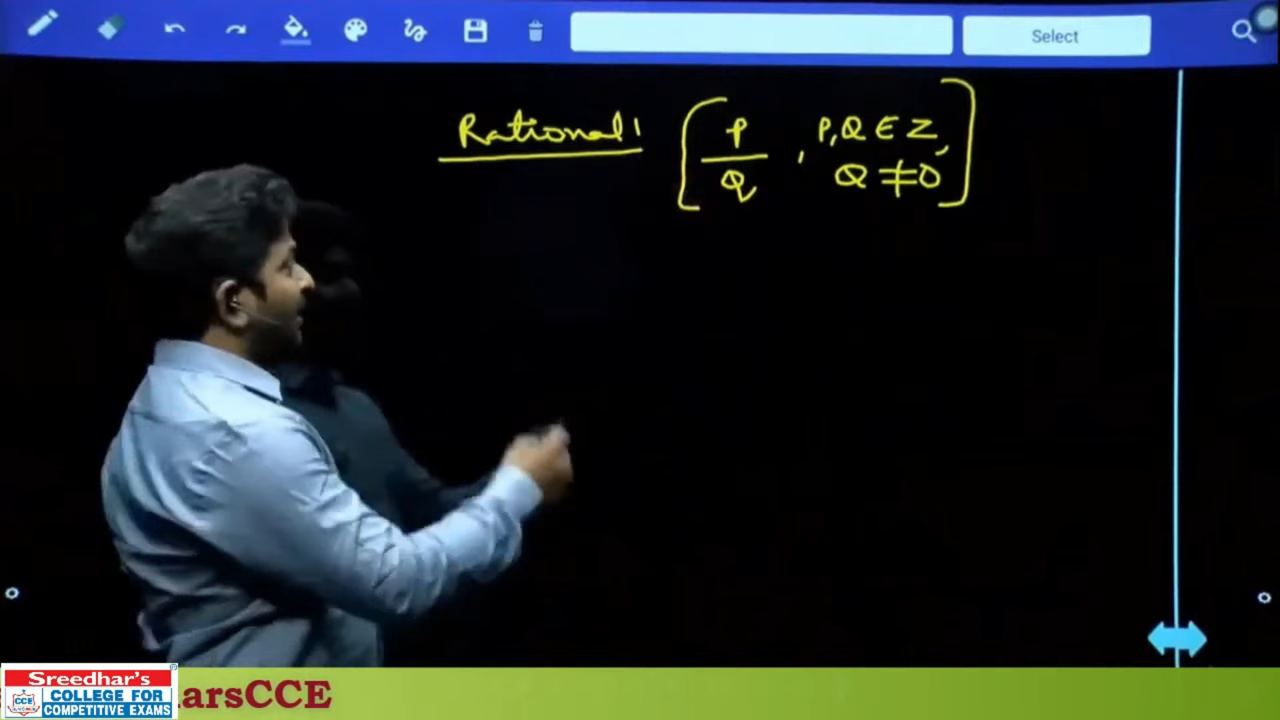 Select
Rational:
P
Q
, P, Q ∈ Z,
Q ≠ 0
Sreedhar's
CCE
COLLEGE FOR
COMPETITIVE EXAMS
arsCCE